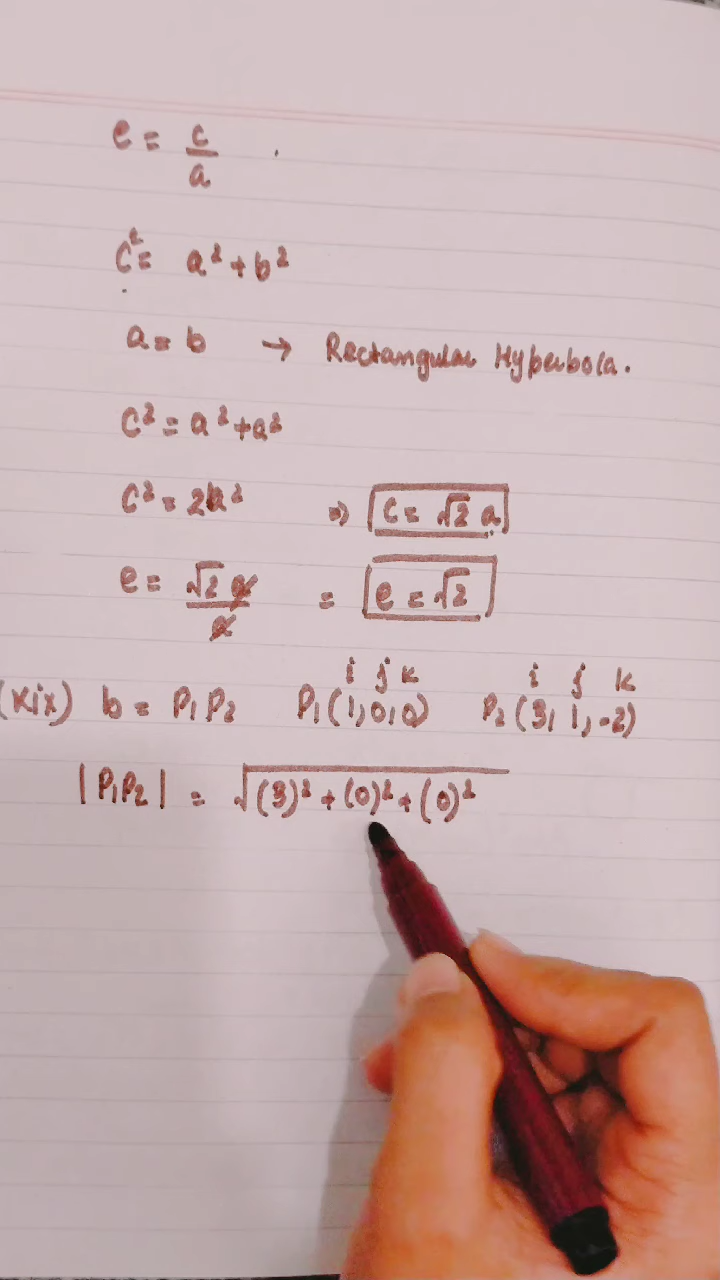 e = c/a
c² = a² + b²
a = b → Rectangular Hyperbola.
c² = a² + a²
c² = 2a² ⇒ c = √2 a
e = √2 a/a = e =√2
i j k i j k
(xix) b = P₁P₂ P₁(1,0,0) P₂(3,1,-2)
|P₁P₂| = √(3)² + (0)² + (0)²